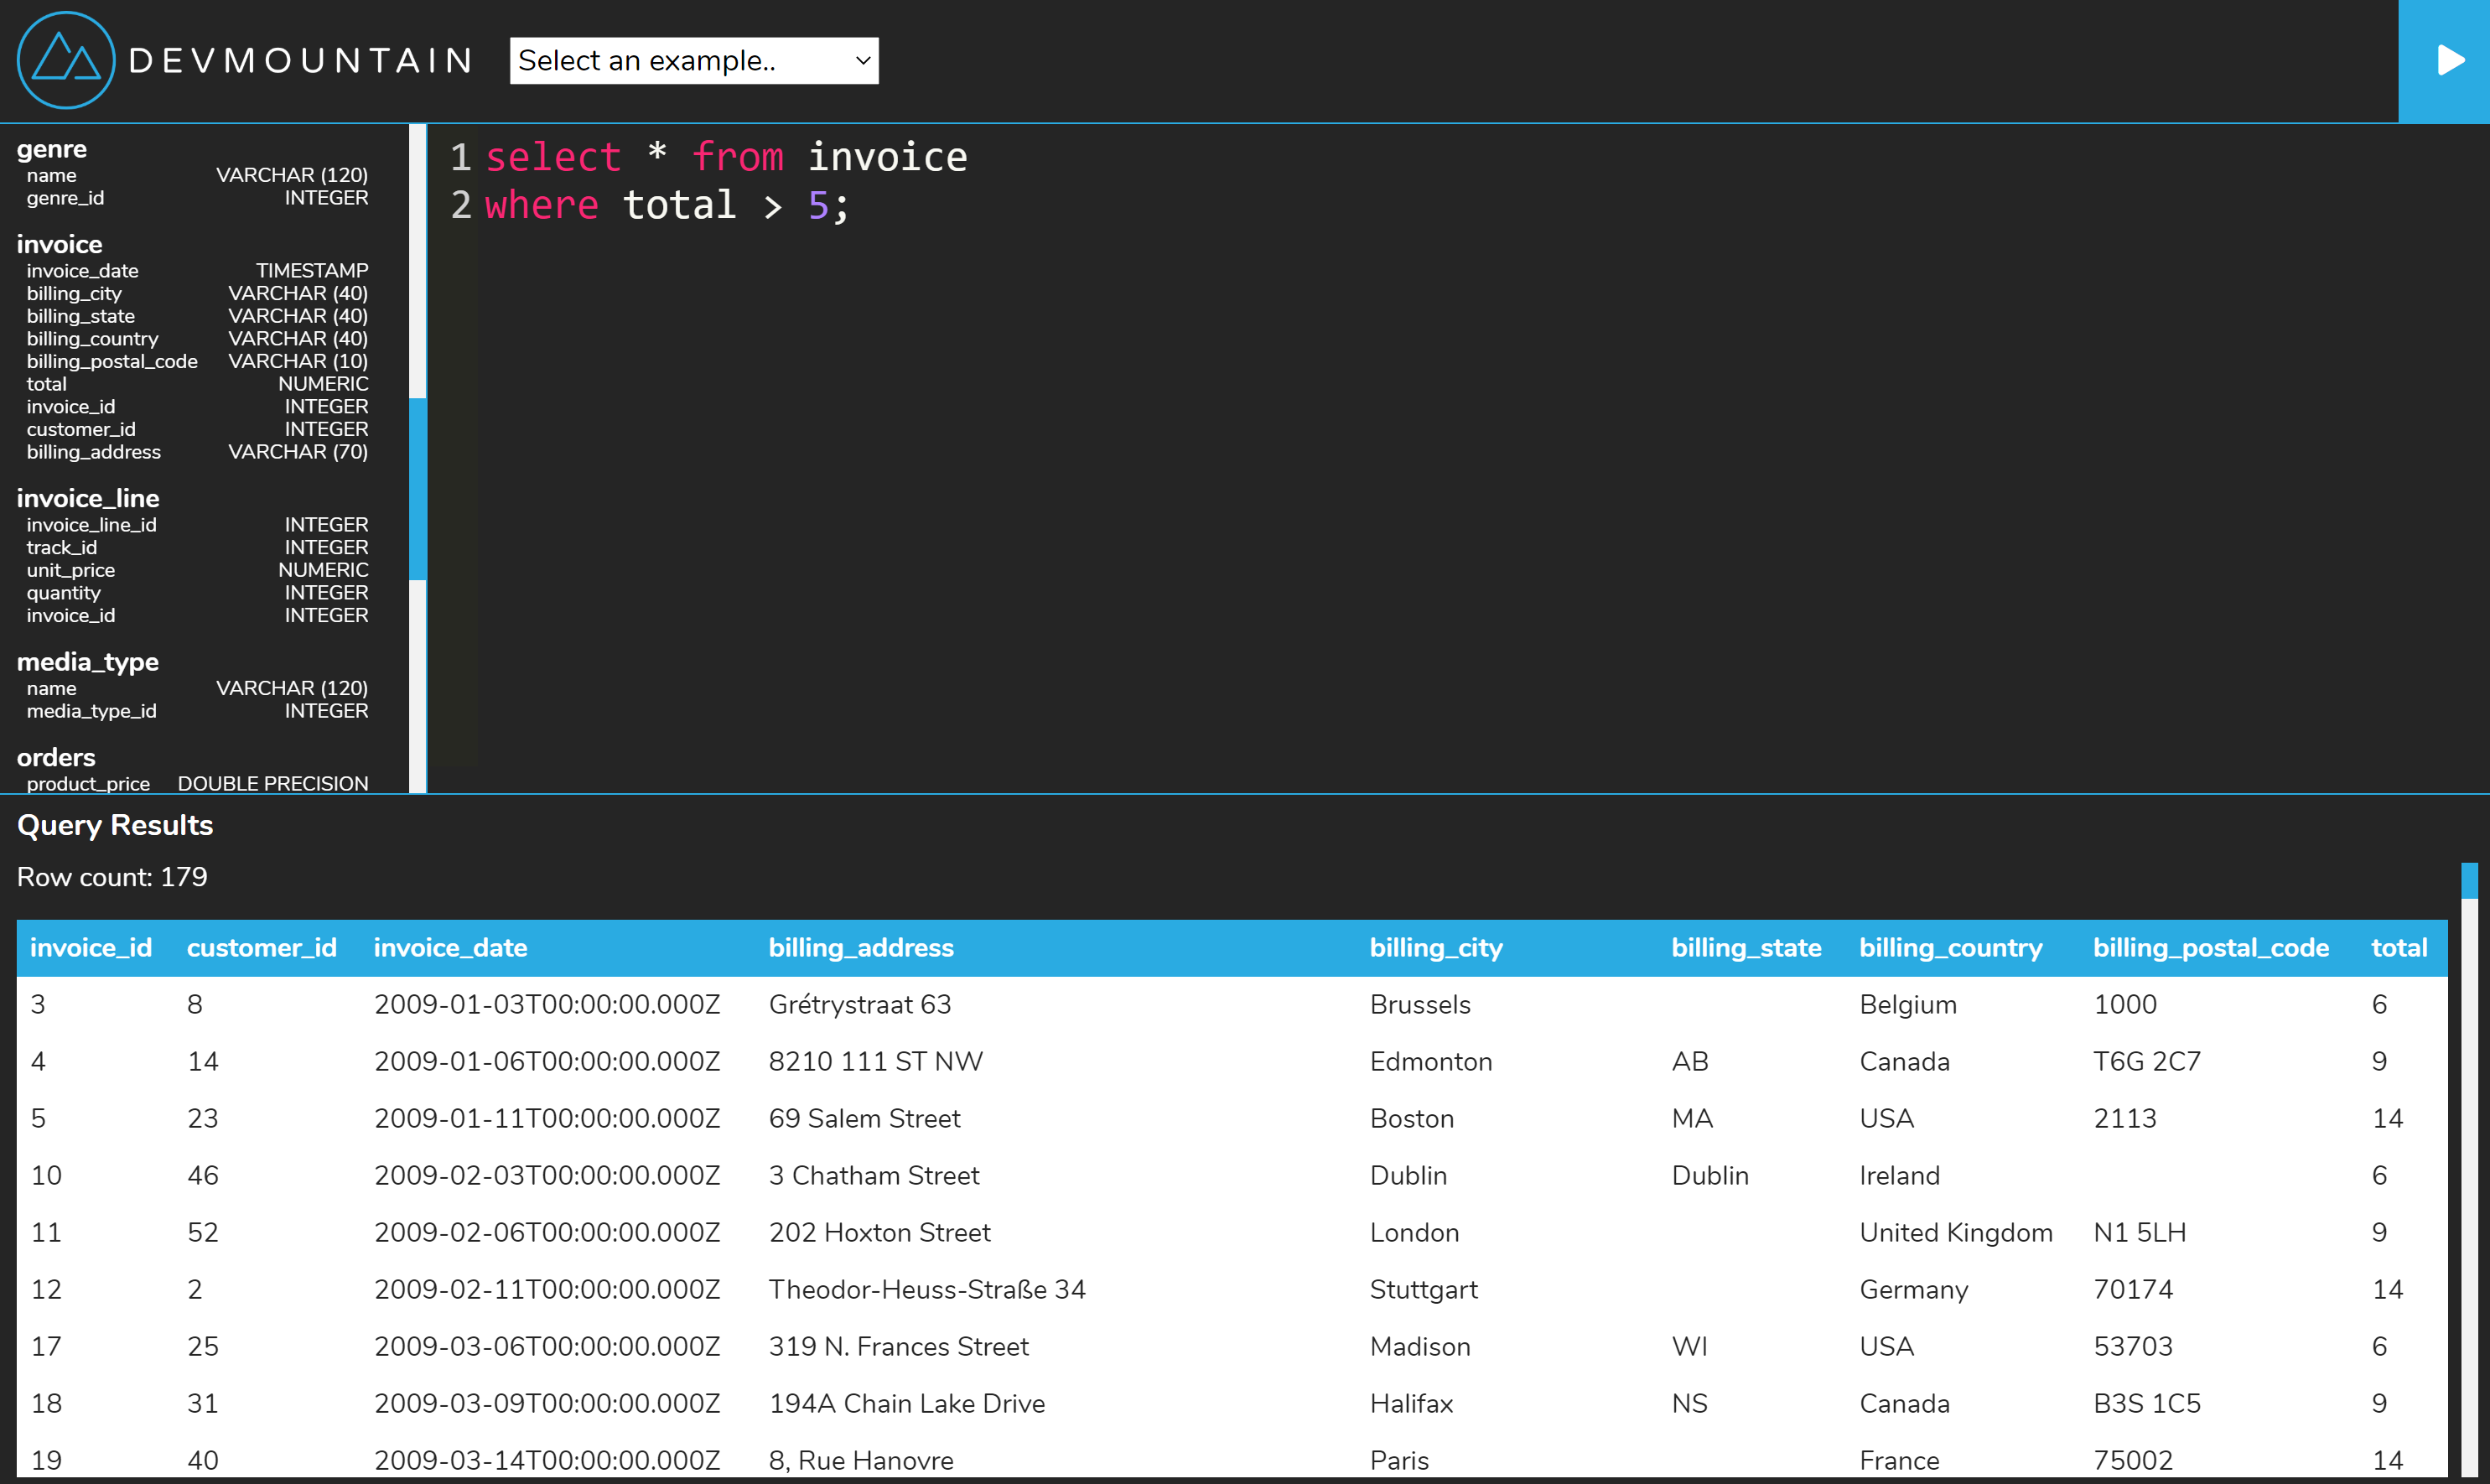 DEVMOUNTAIN
Select an example..
genre
name VARCHAR (120)
genre_id INTEGER
invoice
invoice_date TIMESTAMP
billing_city VARCHAR (40)
billing_state VARCHAR (40)
billing_country VARCHAR (40)
billing_postal_code VARCHAR (10)
total NUMERIC
invoice_id INTEGER
customer_id INTEGER
billing_address VARCHAR (70)
invoice_line
invoice_line_id INTEGER
track_id INTEGER
unit_price NUMERIC
quantity INTEGER
invoice_id INTEGER
media_type
name VARCHAR (120)
media_type_id INTEGER
orders
product_price DOUBLE PRECISION
1 select * from invoice
2 where total > 5;
Query Results
Row count: 179
invoice_id customer_id invoice_date billing_address billing_city billing_state billing_country billing_postal_code total
3 8 2009-01-03T00:00:00.000Z Grétrystraat 63 Brussels Belgium 1000 6
4 14 2009-01-06T00:00:00.000Z 8210 111 ST NW Edmonton AB Canada T6G 2C7 9
5 23 2009-01-11T00:00:00.000Z 69 Salem Street Boston MA USA 2113 14
10 46 2009-02-03T00:00:00.000Z 3 Chatham Street Dublin Dublin Ireland 6
11 52 2009-02-06T00:00:00.000Z 202 Hoxton Street London United Kingdom N1 5LH 9
12 2 2009-02-11T00:00:00.000Z Theodor-Heuss-Straße 34 Stuttgart Germany 70174 14
17 25 2009-03-06T00:00:00.000Z 319 N. Frances Street Madison WI USA 53703 6
18 31 2009-03-09T00:00:00.000Z 194A Chain Lake Drive Halifax NS Canada B3S 1C5 9
19 40 2009-03-14T00:00:00.000Z 8, Rue Hanovre Paris France 75002 14